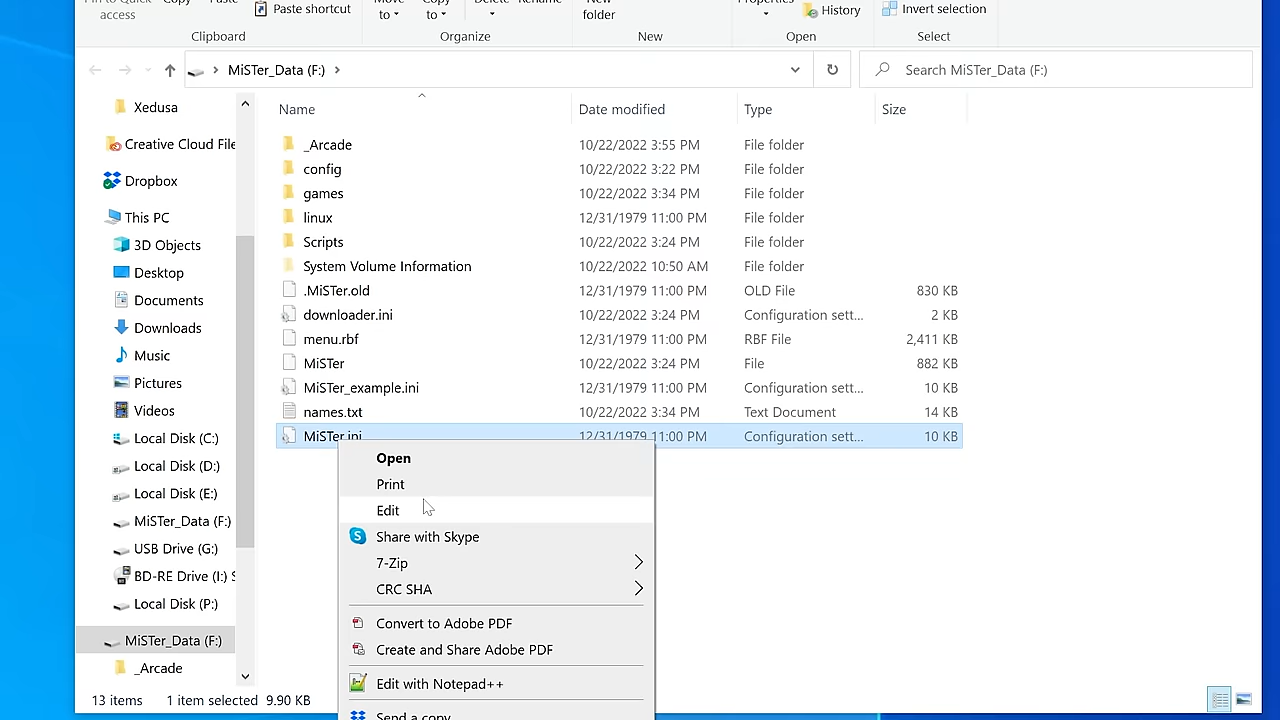 Pin to Quick access
Copy
Paste
Paste shortcut
Clipboard
Move to
Copy to
Delete
Rename
Organize
New folder
New
Properties
History
Open
Invert selection
Select
MiSTer_Data (F:)
Search MiSTer_Data (F:)
Name Date modified Type Size
_Arcade 10/22/2022 3:55 PM File folder
config 10/22/2022 3:22 PM File folder
games 10/22/2022 3:34 PM File folder
linux 12/31/1979 11:00 PM File folder
Scripts 10/22/2022 3:24 PM File folder
System Volume Information 10/22/2022 10:50 AM File folder
.MiSTer.old 12/31/1979 11:00 PM OLD File 830 KB
downloader.ini 10/22/2022 3:24 PM Configuration sett... 2 KB
menu.rbf 12/31/1979 11:00 PM RBF File 2,411 KB
MiSTer 10/22/2022 3:24 PM File 882 KB
MiSTer_example.ini 12/31/1979 11:00 PM Configuration sett... 10 KB
names.txt 10/22/2022 3:34 PM Text Document 14 KB
MiSTer.ini 12/31/1979 11:00 PM Configuration sett... 10 KB
Xedusa
Creative Cloud File
Dropbox
This PC
3D Objects
Desktop
Documents
Downloads
Music
Pictures
Videos
Local Disk (C:)
Local Disk (D:)
Local Disk (E:)
MiSTer_Data (F:)
USB Drive (G:)
BD-RE Drive (I:) S
Local Disk (P:)
MiSTer_Data (F:)
_Arcade
Open
Print
Edit
Share with Skype
7-Zip
CRC SHA
Convert to Adobe PDF
Create and Share Adobe PDF
Edit with Notepad++
Send a copy
13 items 1 item selected 9.90 KB